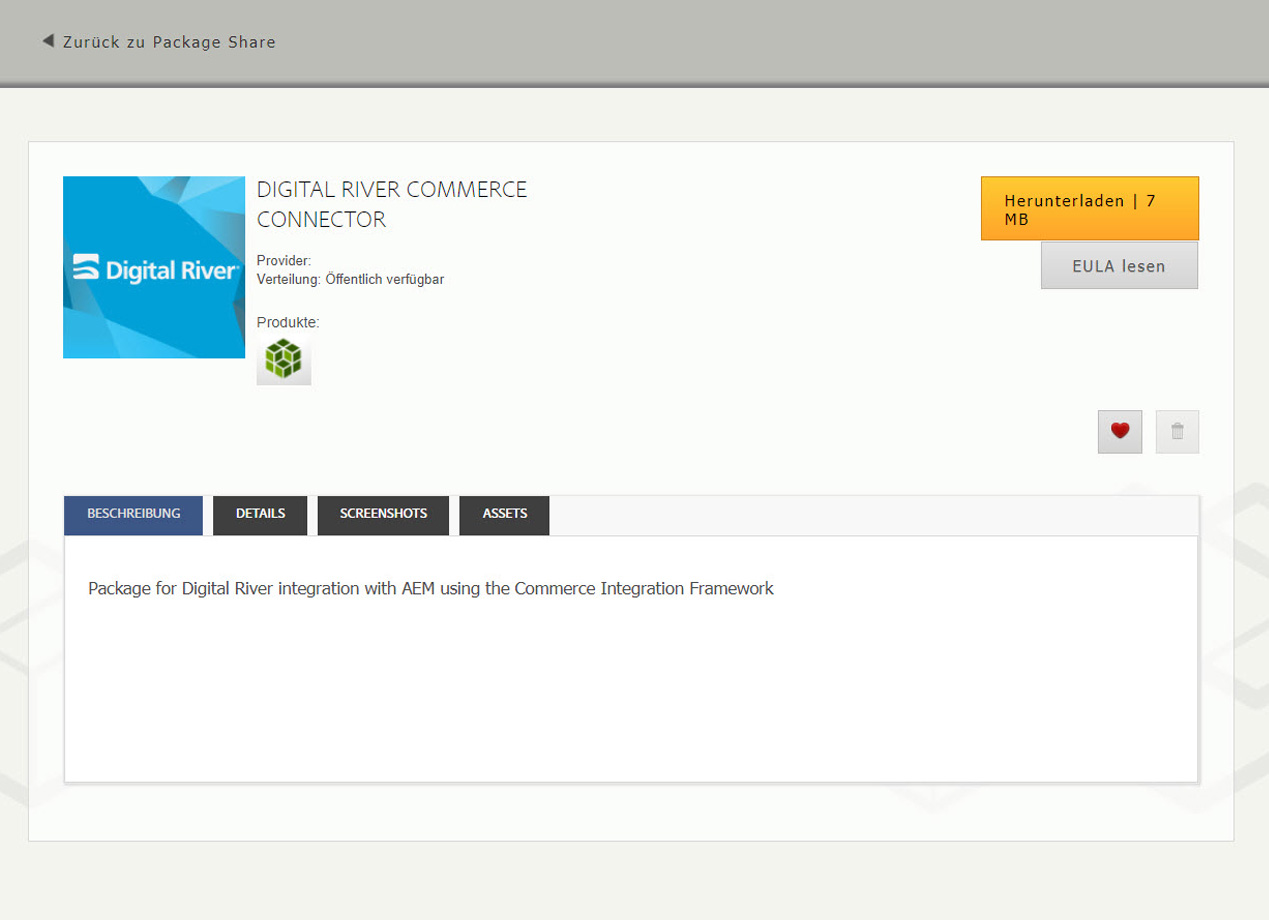 Zurück zu Package Share
Digital River
DIGITAL RIVER COMMERCE
CONNECTOR
Provider:
Verteilung: Öffentlich verfügbar
Produkte:
Herunterladen | 7
MB
EULA lesen
BESCHREIBUNG
DETAILS
SCREENSHOTS
ASSETS
Package for Digital River integration with AEM using the Commerce Integration Framework